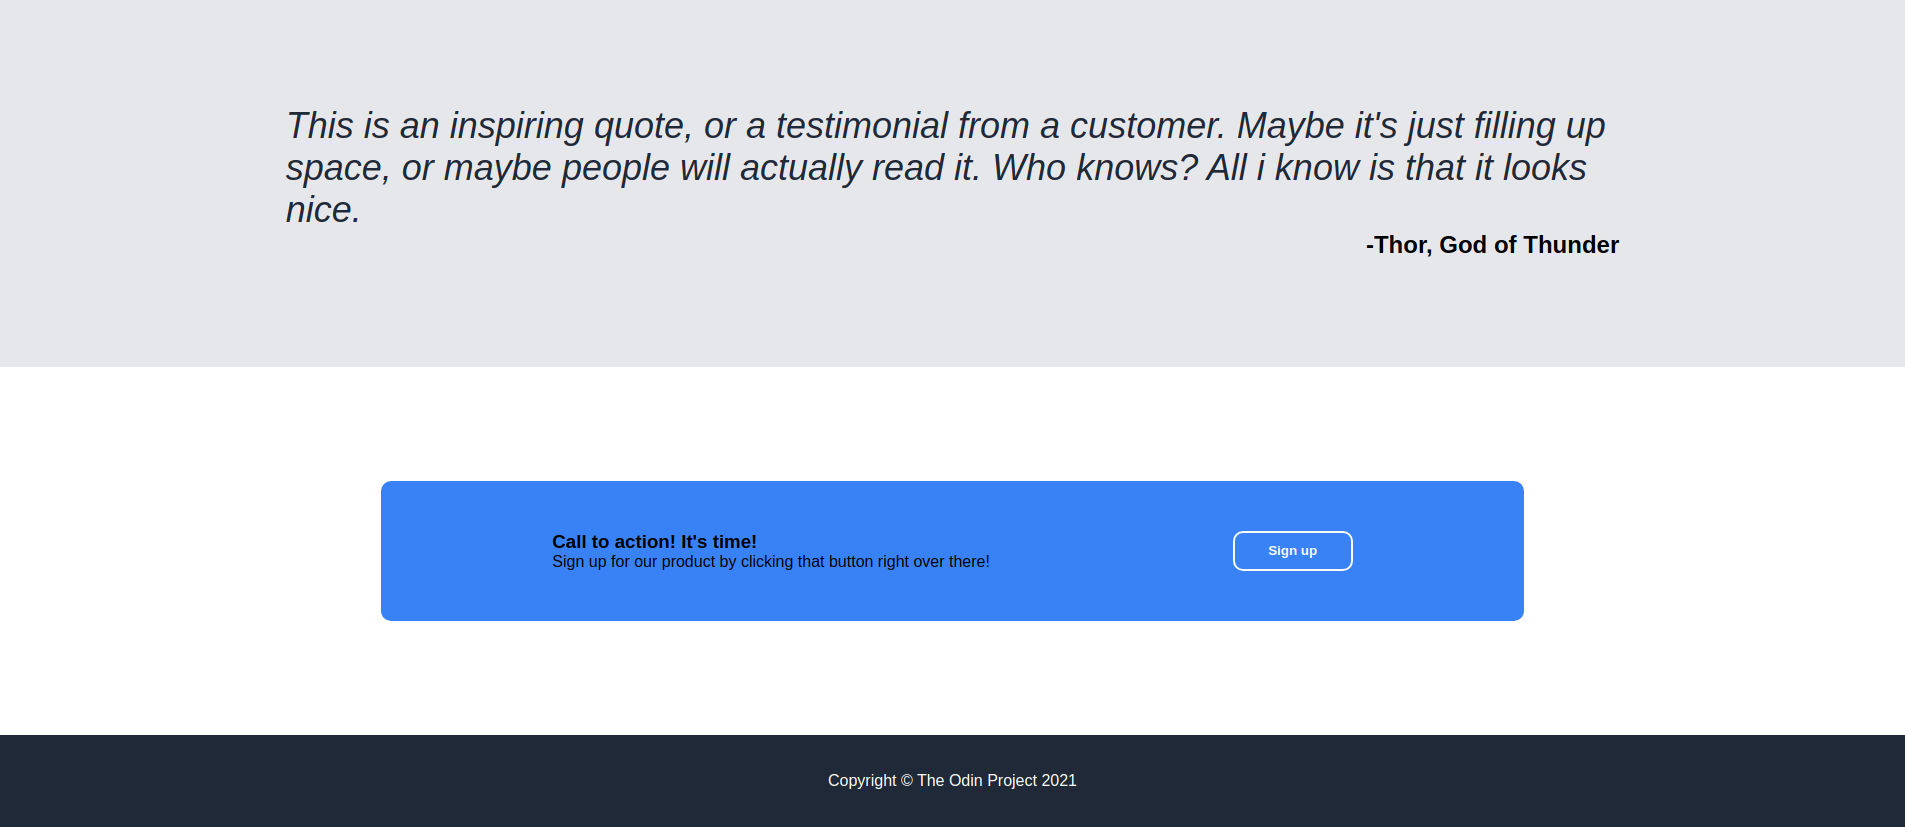 This is an inspiring quote, or a testimonial from a customer. Maybe it's just filling up
space, or maybe people will actually read it. Who knows? All i know is that it looks
nice.
-Thor, God of Thunder
Call to action! It's time!
Sign up for our product by clicking that button right over there!
Sign up
Copyright © The Odin Project 2021